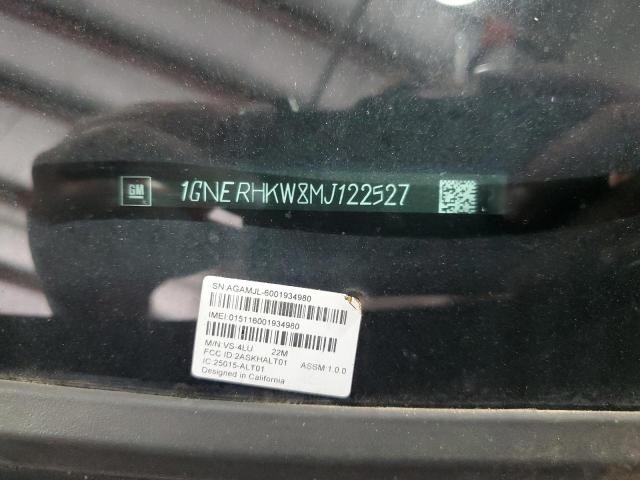 GM 1GNERHKW8MJ122527
SN:AGAMJL-6001934980
IMEI:015116001934980
M/N:VS-4LU 22M
FCC ID:2ASKHALT01 ASSM:1.0.0
IC:25015-ALT01
Designed in California